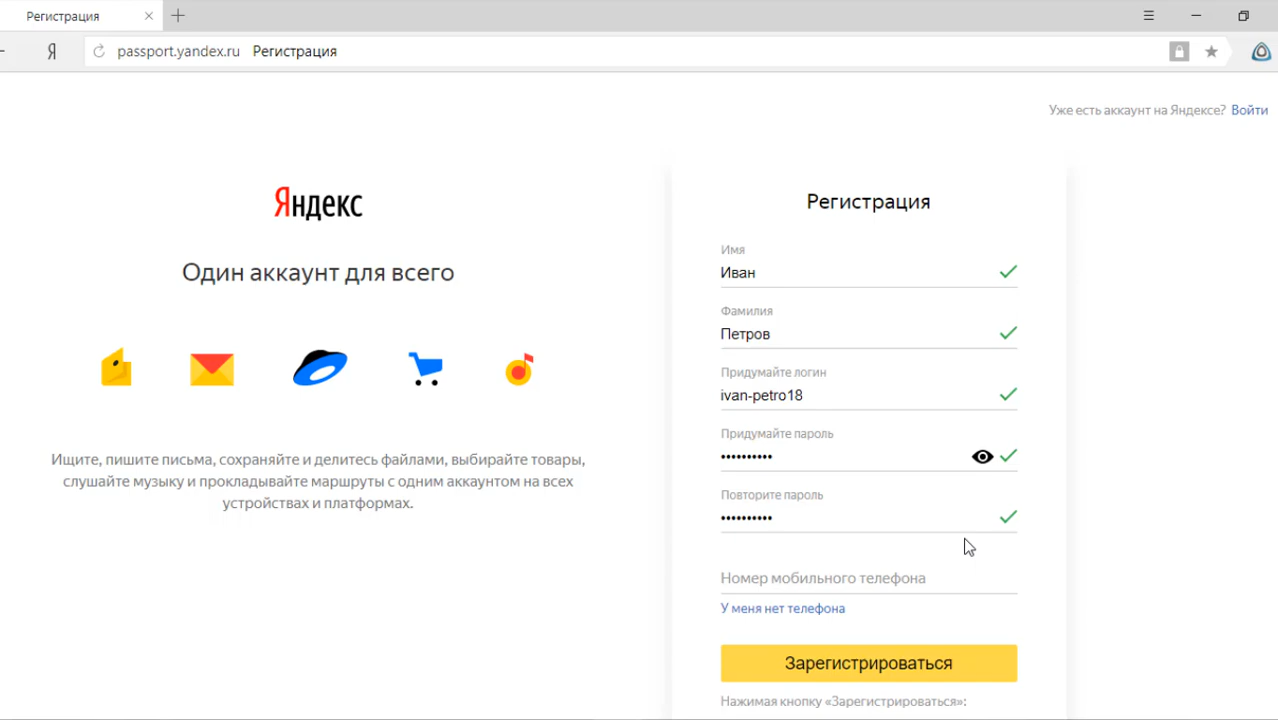 Регистрация
Я
passport.yandex.ru Регистрация
Уже есть аккаунт на Яндексе? Войти
Яндекс
Один аккаунт для всего
Ищите, пишите письма, сохраняйте и делитесь файлами, выбирайте товары,
слушайте музыку и прокладывайте маршруты с одним аккаунтом на всех
устройствах и платформах.
Регистрация
Имя
Иван
Фамилия
Петров
Придумайте логин
ivan-petro18
Придумайте пароль
••••••••••
Повторите пароль
••••••••••
Номер мобильного телефона
У меня нет телефона
Зарегистрироваться
Нажимая кнопку «Зарегистрироваться»: